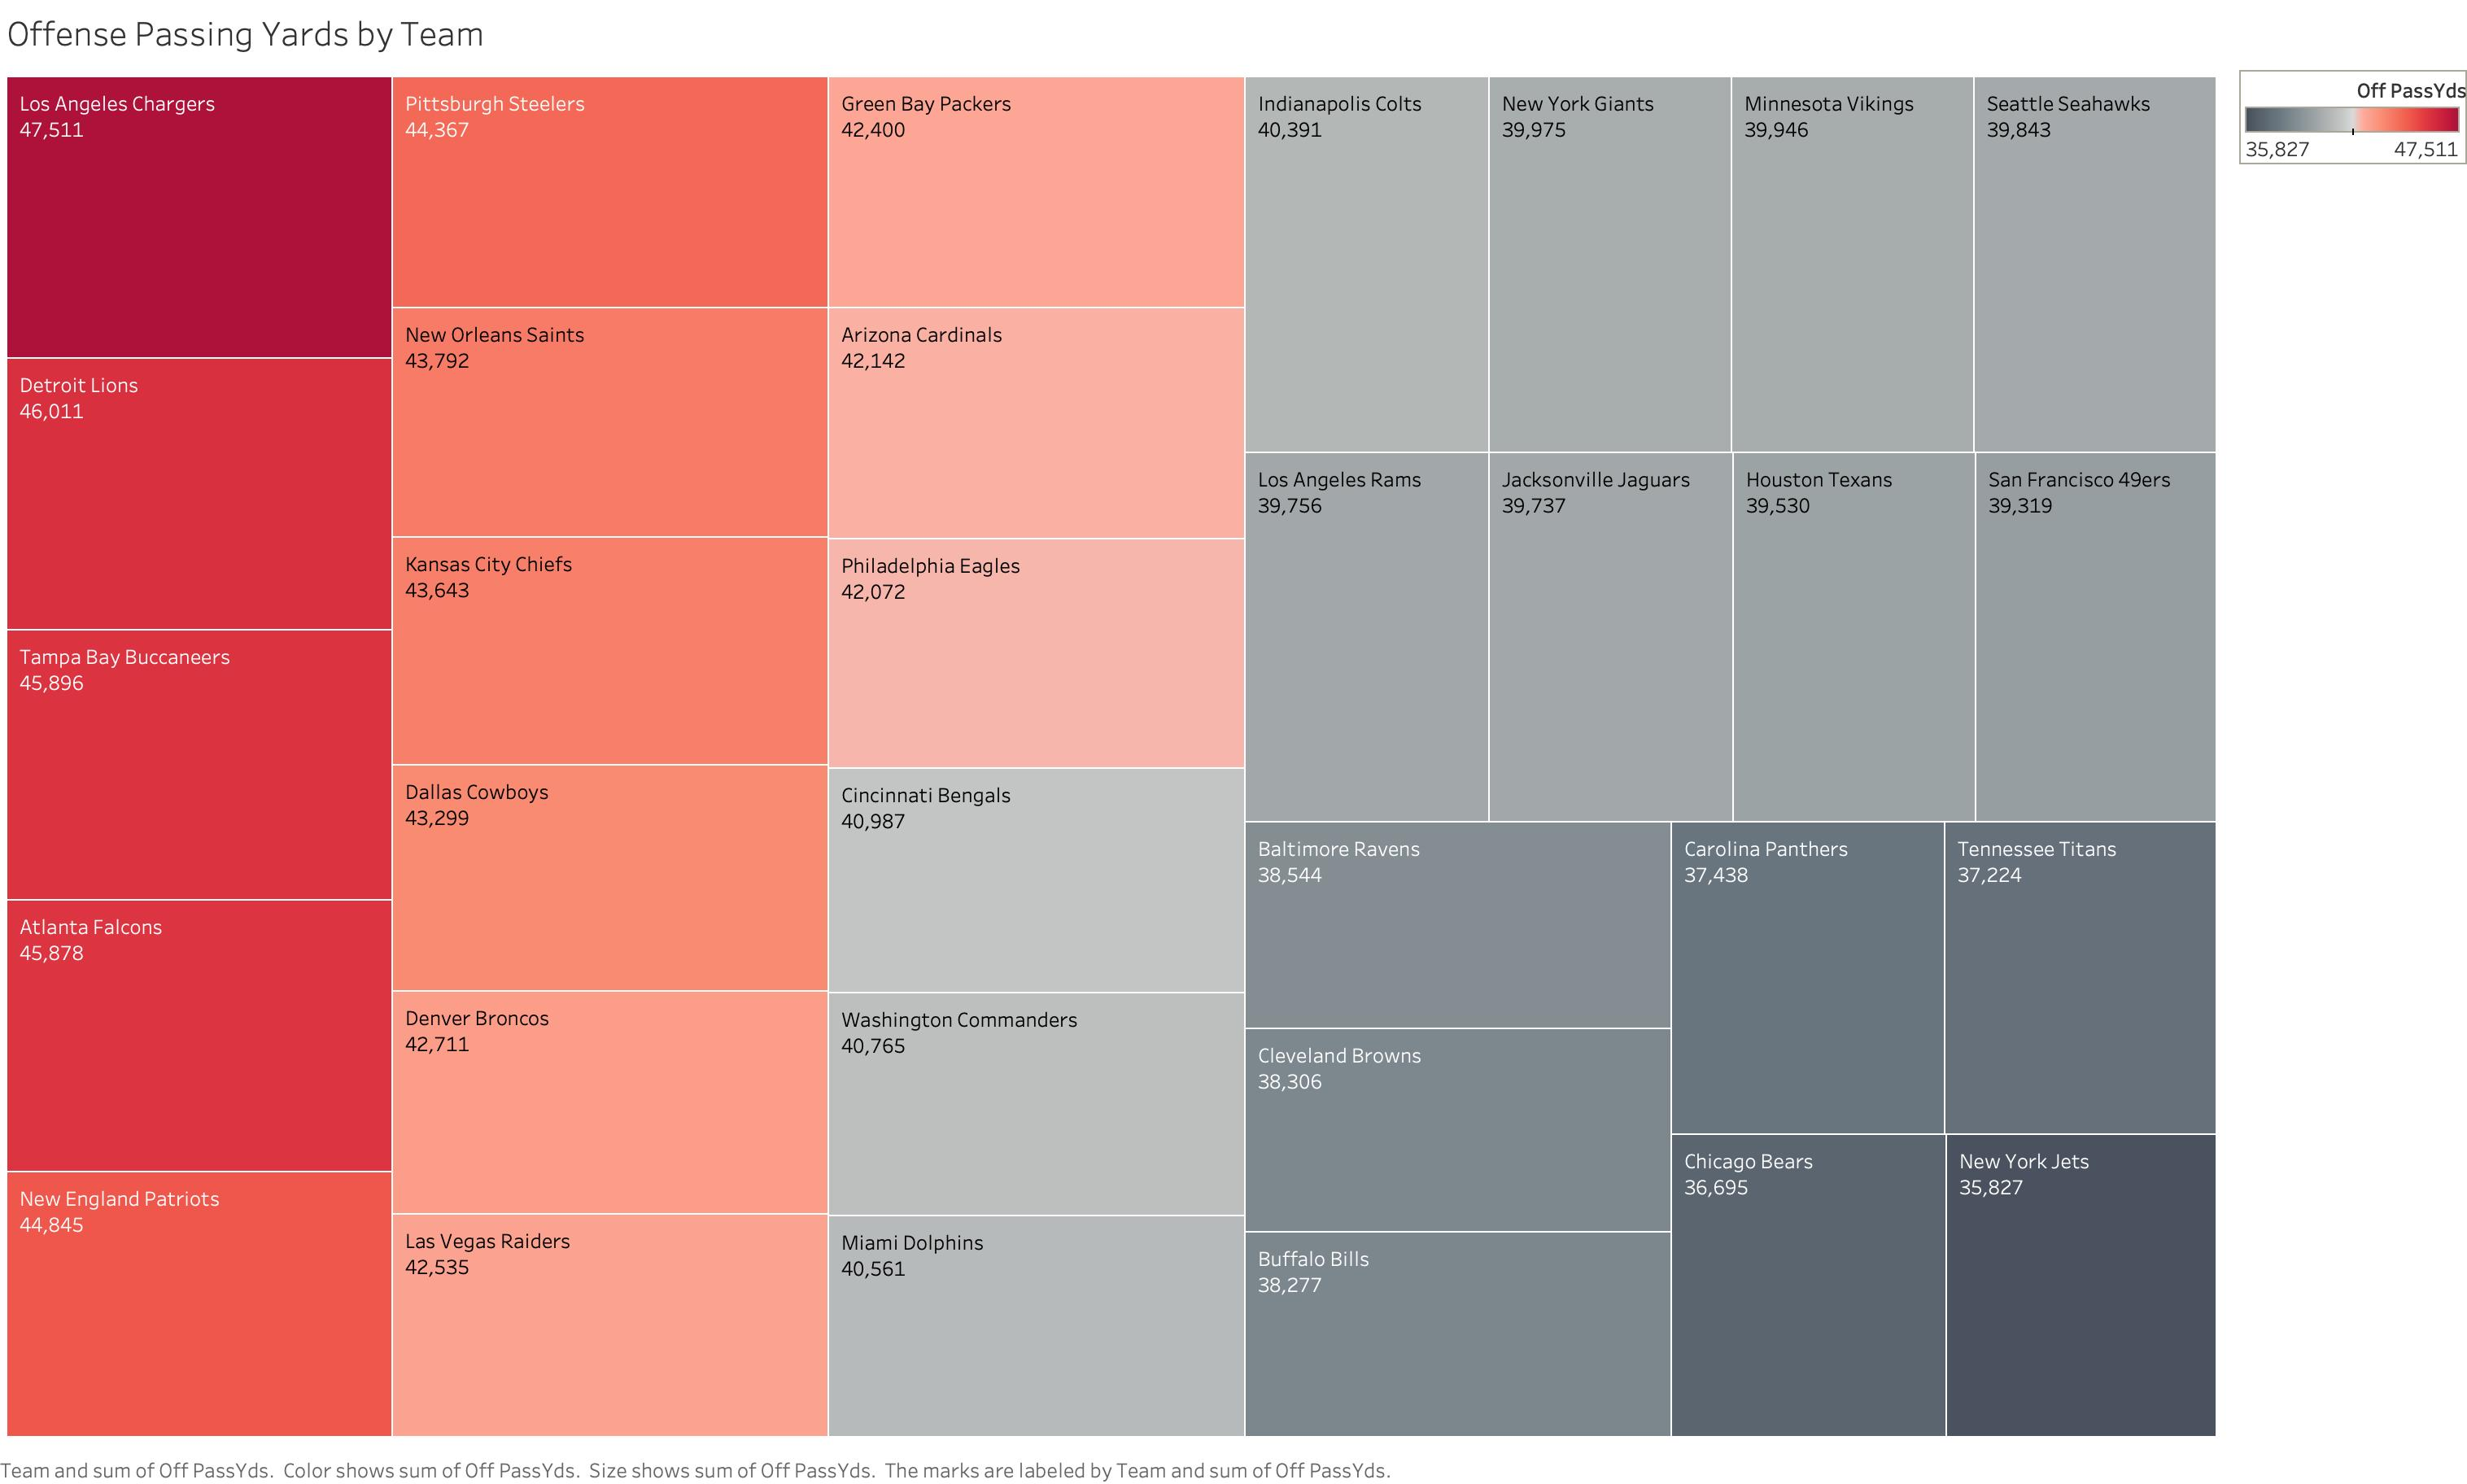 Offense Passing Yards by Team
Los Angeles Chargers
47,511
Detroit Lions
46,011
Tampa Bay Buccaneers
45,896
Atlanta Falcons
45,878
New England Patriots
44,845
Pittsburgh Steelers
44,367
New Orleans Saints
43,792
Kansas City Chiefs
43,643
Dallas Cowboys
43,299
Denver Broncos
42,711
Las Vegas Raiders
42,535
Green Bay Packers
42,400
Arizona Cardinals
42,142
Philadelphia Eagles
42,072
Cincinnati Bengals
40,987
Washington Commanders
40,765
Miami Dolphins
40,561
Indianapolis Colts
40,391
New York Giants
39,975
Minnesota Vikings
39,946
Seattle Seahawks
39,843
Los Angeles Rams
39,756
Jacksonville Jaguars
39,737
Houston Texans
39,530
San Francisco 49ers
39,319
Baltimore Ravens
38,544
Cleveland Browns
38,306
Buffalo Bills
38,277
Carolina Panthers
37,438
Tennessee Titans
37,224
Chicago Bears
36,695
New York Jets
35,827
Off PassYds
35,827 47,511
Team and sum of Off PassYds. Color shows sum of Off PassYds. Size shows sum of Off PassYds. The marks are labeled by Team and sum of Off PassYds.